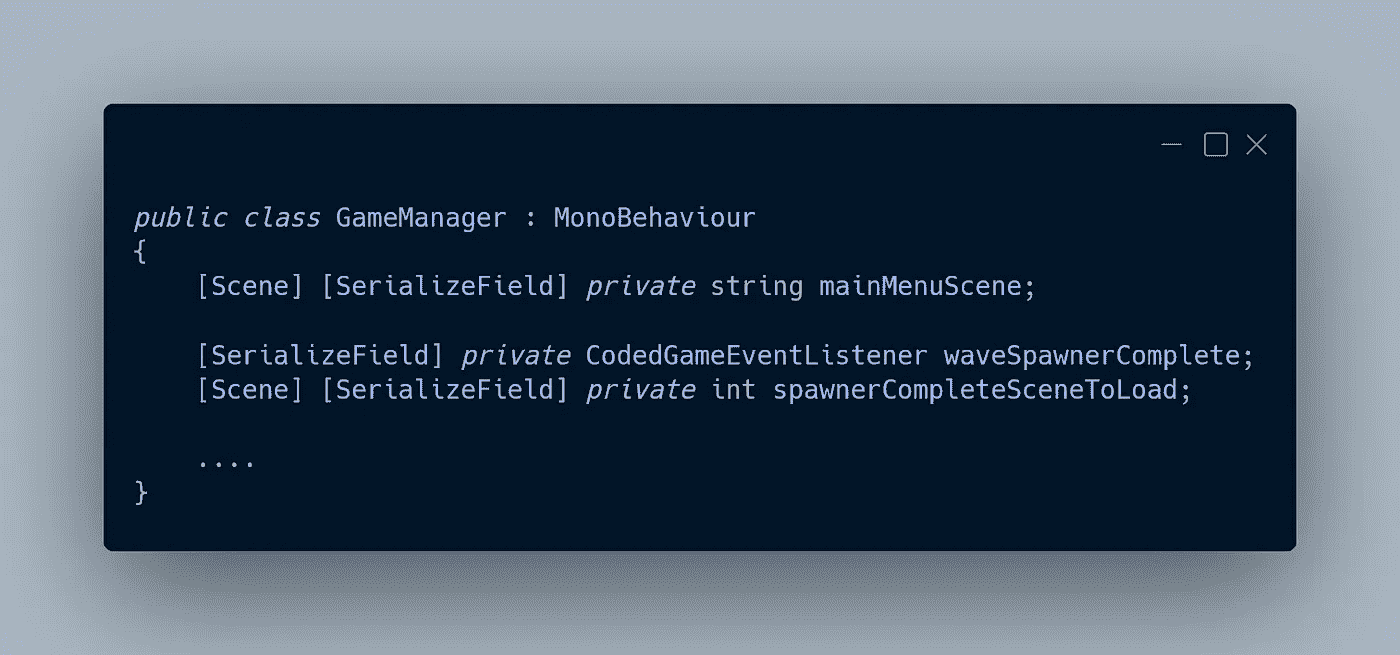 public class GameManager : MonoBehaviour
{
    [Scene] [SerializeField] private string mainMenuScene;
    [SerializeField] private CodedGameEventListener waveSpawnerComplete;
    [Scene] [SerializeField] private int spawnerCompleteSceneToLoad;
    ....
}